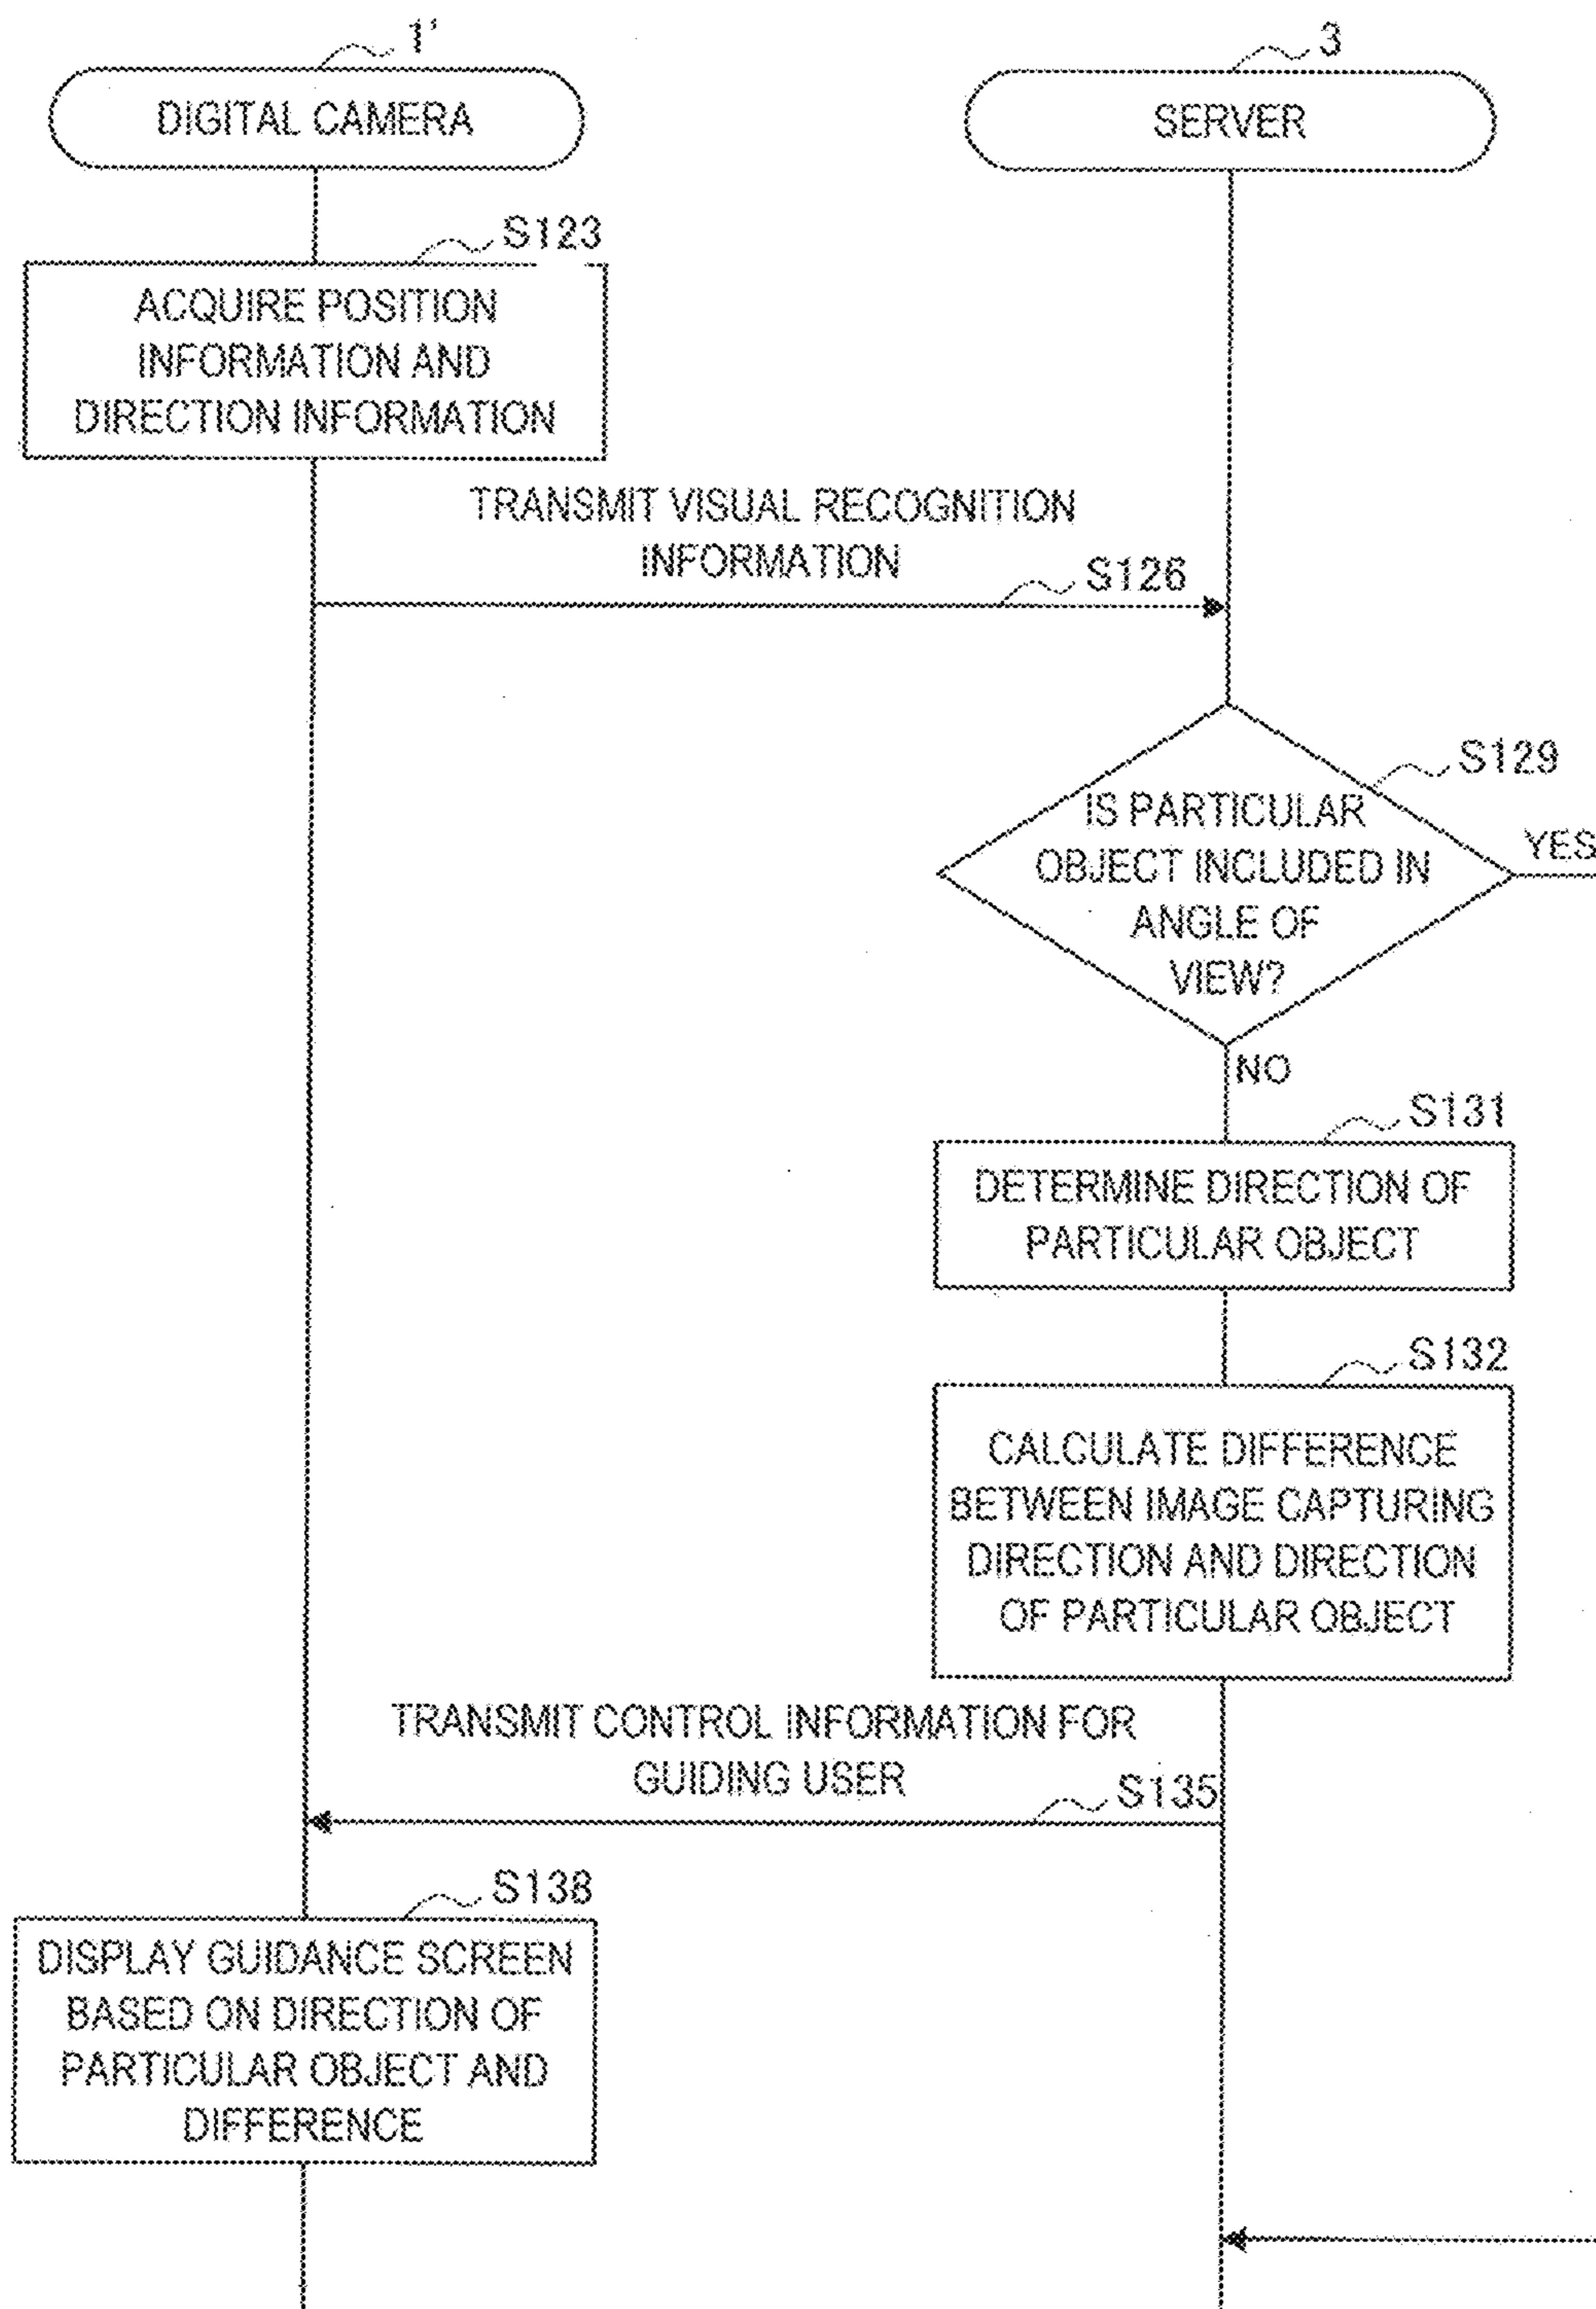 1'
DIGITAL CAMERA
3
SERVER
S123
ACQUIRE POSITION
INFORMATION AND
DIRECTION INFORMATION
TRANSMIT VISUAL RECOGNITION
INFORMATION
S126
S129
IS PARTICULAR
OBJECT INCLUDED IN
ANGLE OF
VIEW?
YES
NO
S131
DETERMINE DIRECTION OF
PARTICULAR OBJECT
S132
CALCULATE DIFFERENCE
BETWEEN IMAGE CAPTURING
DIRECTION AND DIRECTION
OF PARTICULAR OBJECT
TRANSMIT CONTROL INFORMATION FOR
GUIDING USER
S135
S138
DISPLAY GUIDANCE SCREEN
BASED ON DIRECTION OF
PARTICULAR OBJECT AND
DIFFERENCE